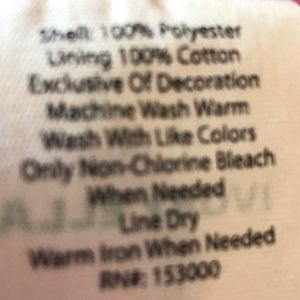 Shell: 100% Polyester
Lining 100% Cotton
Exclusive Of Decoration
Machine Wash Warm
Wash With Like Colors
Only Non-Chlorine Bleach
When Needed
Line Dry
Warm Iron When Needed
RN#: 153000